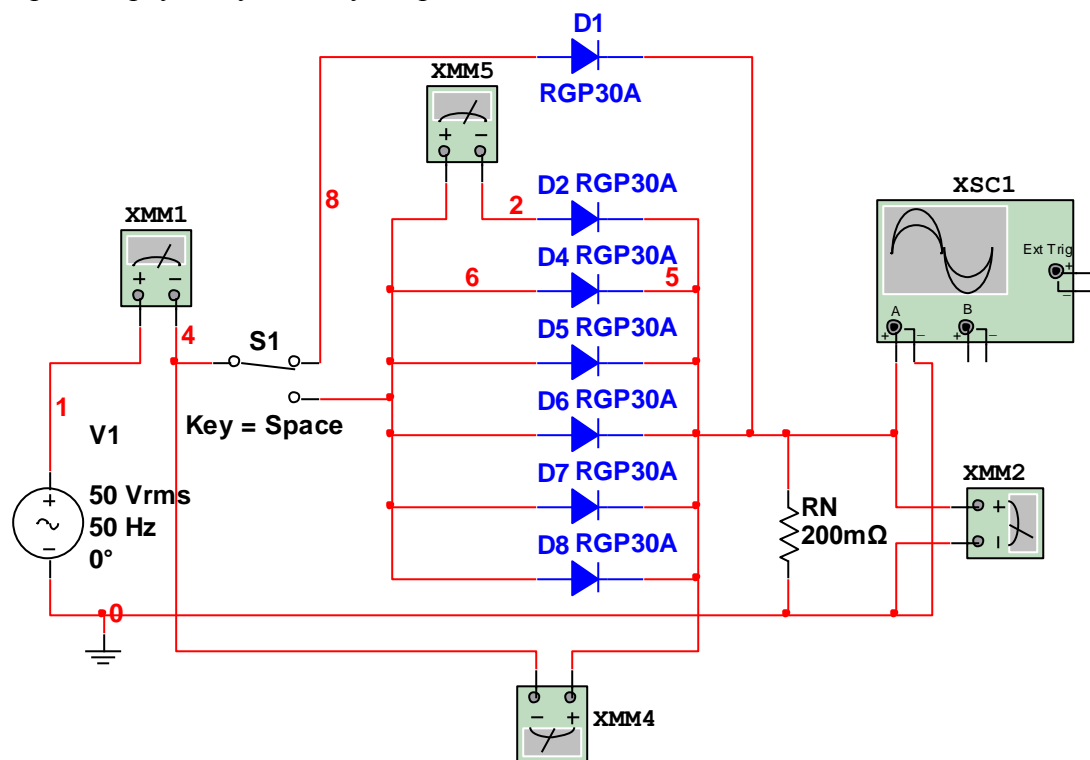 D1
XMM5
RGP30A
D2 RGP30A
XSC1
8
2
XMM1
D4 RGP30A
Ext Trig
6
5
A
B
4
S1
D5 RGP30A
1
Key = Space
D6 RGP30A
V1
D7 RGP30A
XMM2
50 Vrms
50 Hz
0°
RN
200mΩ
D8 RGP30A
0
XMM4